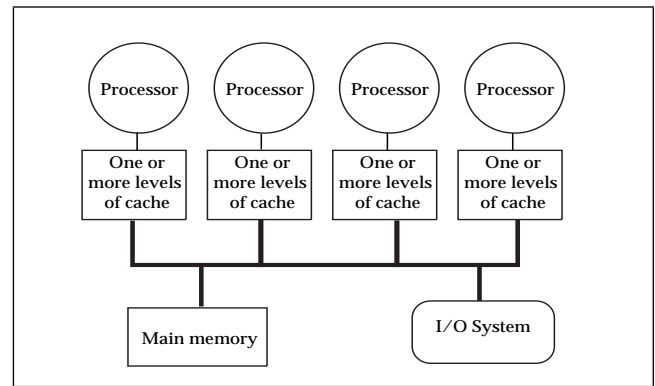 Processor
Processor
Processor
Processor
One or
more levels
of cache
One or
more levels
of cache
One or
more levels
of cache
One or
more levels
of cache
Main memory
I/O System